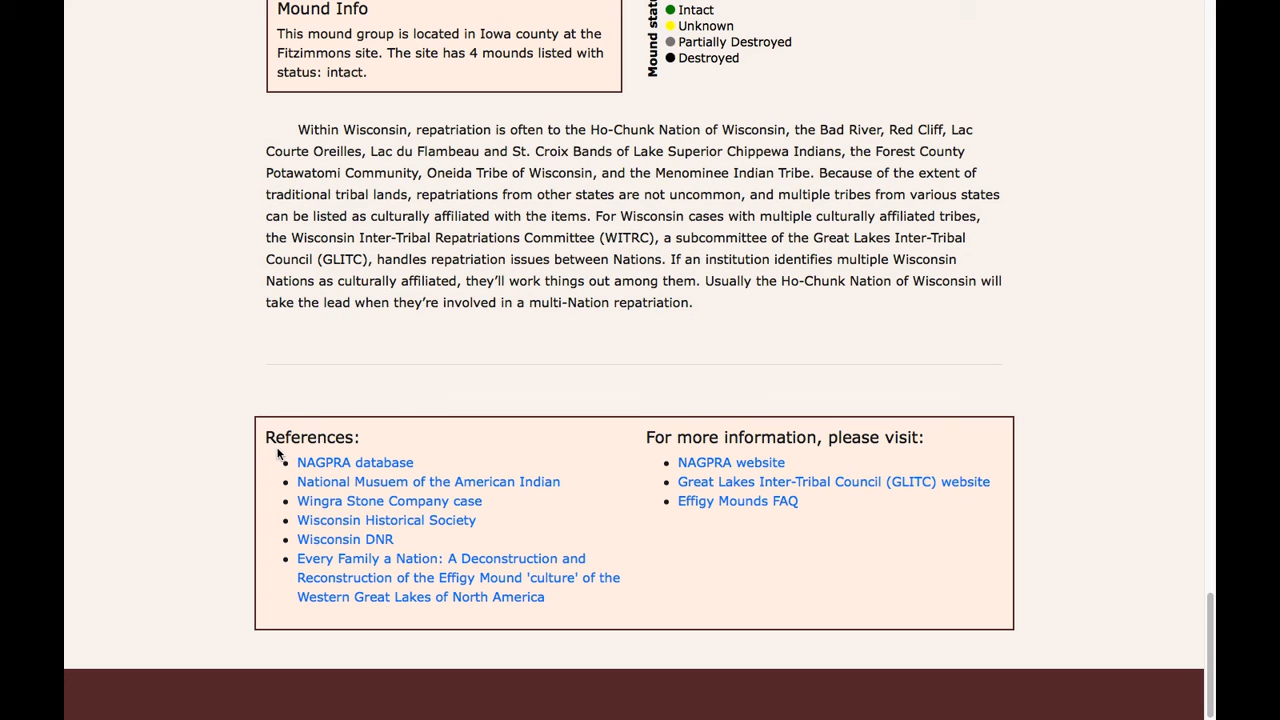 Mound Info
This mound group is located in Iowa county at the
Fitzimmons site. The site has 4 mounds listed with
status: intact.
Intact
Unknown
Partially Destroyed
Destroyed
Within Wisconsin, repatriation is often to the Ho-Chunk Nation of Wisconsin, the Bad River, Red Cliff, Lac
Courte Oreilles, Lac du Flambeau and St. Croix Bands of Lake Superior Chippewa Indians, the Forest County
Potawatomi Community, Oneida Tribe of Wisconsin, and the Menominee Indian Tribe. Because of the extent of
traditional tribal lands, repatriations from other states are not uncommon, and multiple tribes from various states
can be listed as culturally affiliated with the items. For Wisconsin cases with multiple culturally affiliated tribes,
the Wisconsin Inter-Tribal Repatriations Committee (WITRC), a subcommittee of the Great Lakes Inter-Tribal
Council (GLITC), handles repatriation issues between Nations. If an institution identifies multiple Wisconsin
Nations as culturally affiliated, they’ll work things out among them. Usually the Ho-Chunk Nation of Wisconsin will
take the lead when they’re involved in a multi-Nation repatriation.
References:
NAGPRA database
National Musuem of the American Indian
Wingra Stone Company case
Wisconsin Historical Society
Wisconsin DNR
Every Family a Nation: A Deconstruction and
Reconstruction of the Effigy Mound 'culture' of the
Western Great Lakes of North America
For more information, please visit:
NAGPRA website
Great Lakes Inter-Tribal Council (GLITC) website
Effigy Mounds FAQ